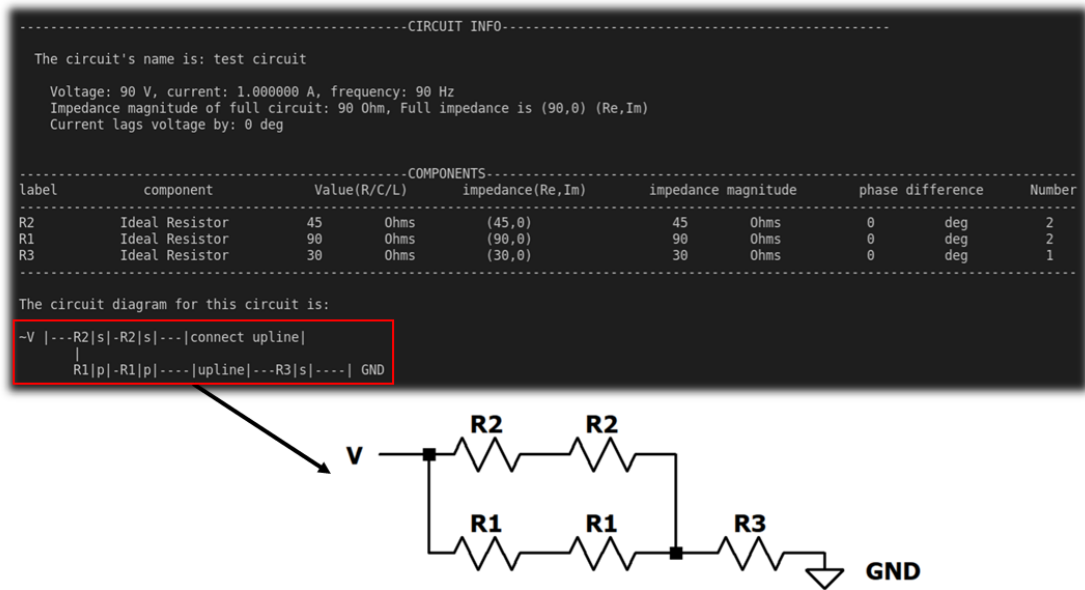 -------------------------------------------------CIRCUIT INFO-------------------------------------------------
The circuit's name is: test circuit
Voltage: 90 V, current: 1.000000 A, frequency: 90 Hz
Impedance magnitude of full circuit: 90 Ohm, Full impedance is (90,0) (Re,Im)
Current lags voltage by: 0 deg
-------------------------------------------------COMPONENTS---------------------------------------------------------------------------
label component Value(R/C/L) impedance(Re,Im) impedance magnitude phase difference Number
R2 Ideal Resistor 45 Ohms (45,0) 45 Ohms 0 deg 2
R1 Ideal Resistor 90 Ohms (90,0) 90 Ohms 0 deg 2
R3 Ideal Resistor 30 Ohms (30,0) 30 Ohms 0 deg 1
The circuit diagram for this circuit is:
~V |---R2|s|-R2|s|---|connect upline|
|
R1|p|-R1|p|----|upline|---R3|s|----| GND
R2 R2
V
R1 R1 R3
GND